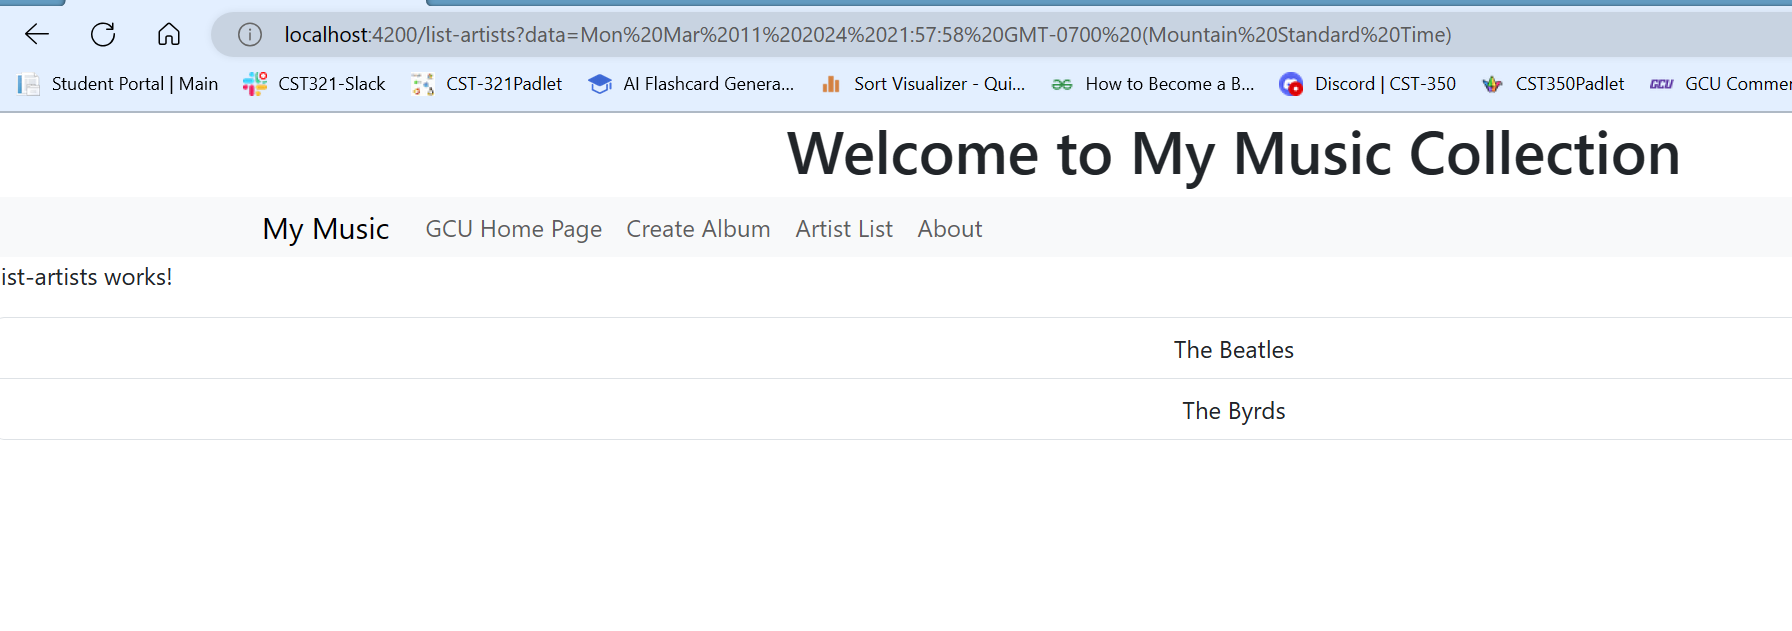 localhost:4200/list-artists?data=Mon%20Mar%2011%202024%2021:57:58%20GMT-0700%20(Mountain%20Standard%20Time)
Student Portal | Main CST321-Slack CST-321Padlet AI Flashcard Genera... Sort Visualizer - Qui... How to Become a B... Discord | CST-350 CST350Padlet GCU GCU Commer
Welcome to My Music Collection
My Music GCU Home Page Create Album Artist List About
ist-artists works!
The Beatles
The Byrds